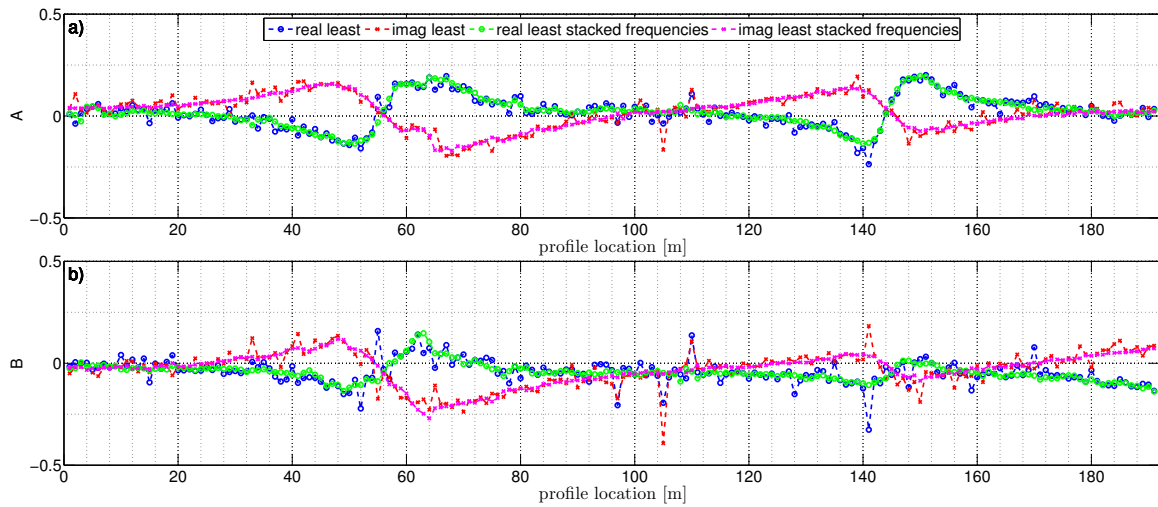 a)
real least imag least real least stacked frequencies imag least stacked frequencies
0.5
0
−0.5
A
0 20 40 60 80 100 120 140 160 180
profile location [m]
b)
0.5
0
−0.5
B
0 20 40 60 80 100 120 140 160 180
profile location [m]